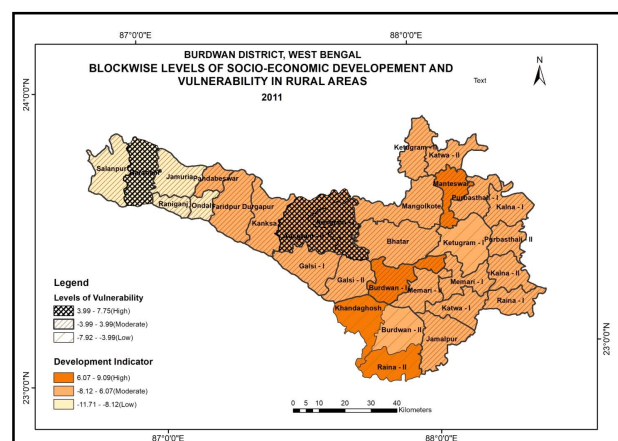 87°0'0"E
88°0'0"E
BURDWAN DISTRICT, WEST BENGAL
BLOCKWISE LEVELS OF SOCIO-ECONOMIC DEVELOPEMENT AND
VULNERABILITY IN RURAL AREAS
2011
Text
N
24°0'0"N
Ketugram - II
Katwa - II
Salanpur
Jamuria
Pandabeswar
Manteswar
Purbasthali - I
Raniganj
Ondal
Faridpur Durgapur
Mangolkote
Kalna - I
Kanksa
Bhatar
Ketugram - I
Purbasthali - II
Galsi - I
Galsi - II
Burdwan - I
Memari - I
Kalna - II
Memari - II
Raina - I
Khandaghosh
Katwa - I
Burdwan - II
Jamalpur
Raina - II
Legend
Levels of Vulnerability
3.99 - 7.75(High)
-3.99 - 3.99(Moderate)
-7.92 - -3.99(Low)
Development Indicator
6.07 - 9.09(High)
-8.12 - 6.07(Moderate)
-11.71 - -8.12(Low)
0 5 10 20 30 40
Kilometers
23°0'0"N
23°0'0"N
87°0'0"E
88°0'0"E